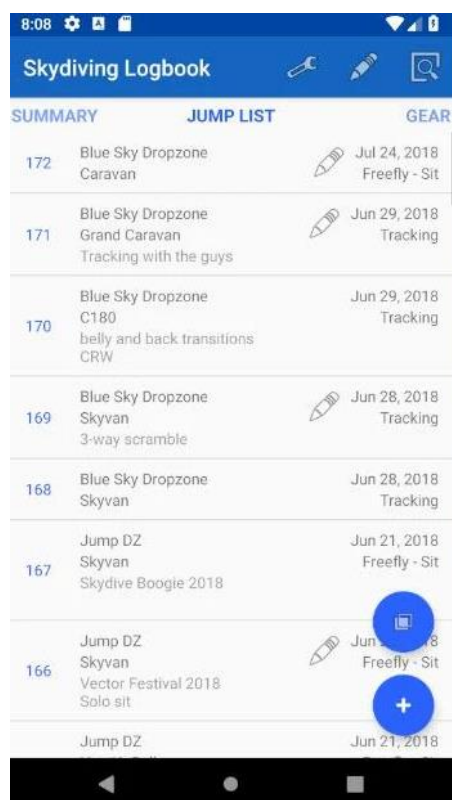 8:08
Skydiving Logbook
SUMMARY JUMP LIST GEAR
172
Blue Sky Dropzone
Caravan
Jul 24, 2018
Freefly - Sit
171
Blue Sky Dropzone
Grand Caravan
Tracking with the guys
Jun 29, 2018
Tracking
170
Blue Sky Dropzone
C180
belly and back transitions
CRW
Jun 29, 2018
Tracking
169
Blue Sky Dropzone
Skyvan
3-way scramble
Jun 28, 2018
Tracking
168
Blue Sky Dropzone
Skyvan
Jun 28, 2018
Tracking
167
Jump DZ
Skyvan
Skydive Boogie 2018
Jun 21, 2018
Freefly - Sit
166
Jump DZ
Skyvan
Vector Festival 2018
Solo sit
Jun
Freefly - Sit
Jump DZ
Jun 21, 2018